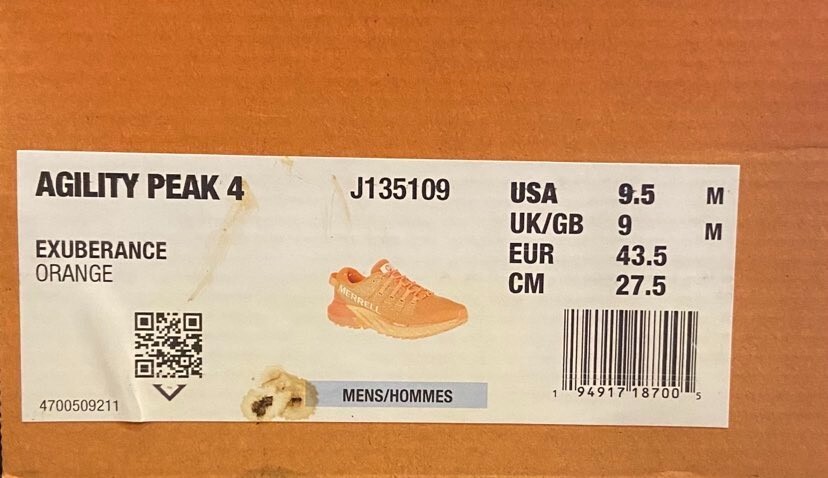 AGILITY PEAK 4 J135109
EXUBERANCE
ORANGE
USA 9.5 M
UK/GB 9 M
EUR 43.5
CM 27.5
MERRELL
MENS/HOMMES
4700509211
1 94917 18700 5